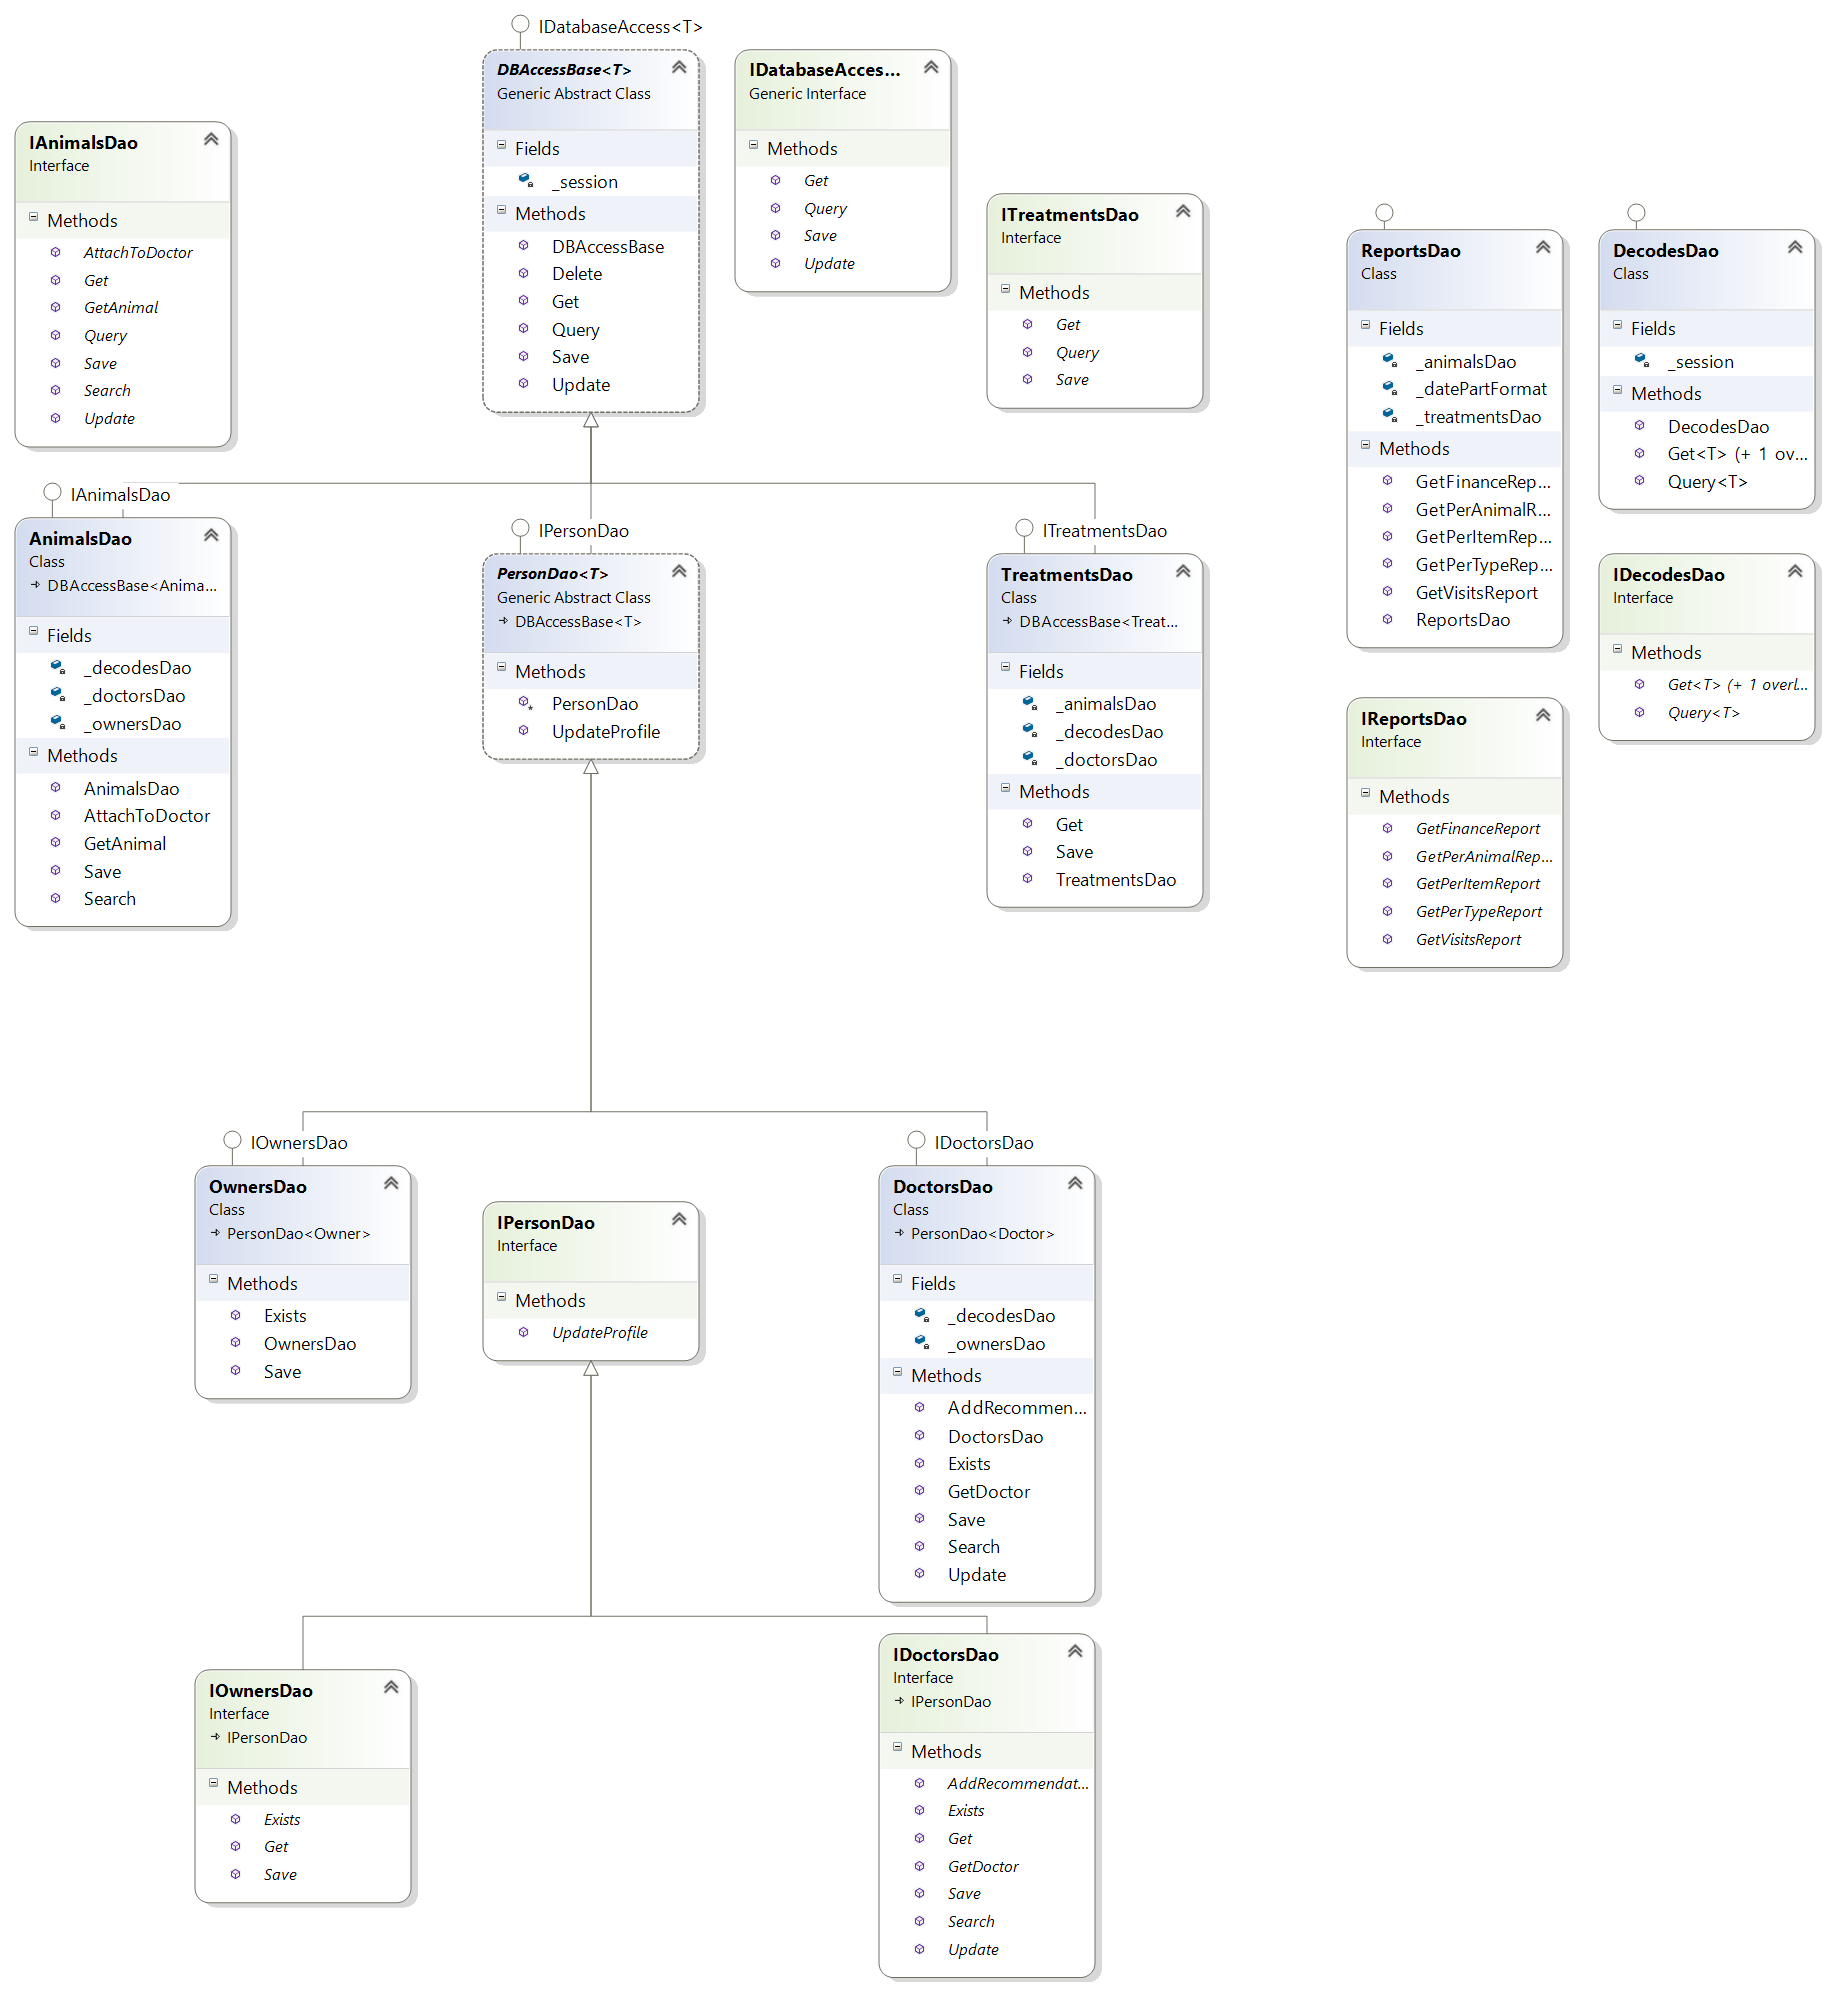 IDatabaseAccess<T>
DBAccessBase<T>
Generic Abstract Class
Fields
_session
Methods
DBAccessBase
Delete
Get
Query
Save
Update
IDatabaseAcces...
Generic Interface
Methods
Get
Query
Save
Update
IAnimalsDao
Interface
Methods
AttachToDoctor
Get
GetAnimal
Query
Save
Search
Update
ITreatmentsDao
Interface
Methods
Get
Query
Save
ReportsDao
Class
Fields
_animalsDao
_datePartFormat
_treatmentsDao
Methods
GetFinanceRep...
GetPerAnimalR...
GetPerItemRep...
GetPerTypeRep...
GetVisitsReport
ReportsDao
DecodesDao
Class
Fields
_session
Methods
DecodesDao
Get<T> (+ 1 ov...
Query<T>
IAnimalsDao
AnimalsDao
Class
DBAccessBase<Anima...
Fields
_decodesDao
_doctorsDao
_ownersDao
Methods
AnimalsDao
AttachToDoctor
GetAnimal
Save
Search
IPersonDao
PersonDao<T>
Generic Abstract Class
DBAccessBase<T>
Methods
PersonDao
UpdateProfile
ITreatmentsDao
TreatmentsDao
Class
DBAccessBase<Treat...
Fields
_animalsDao
_decodesDao
_doctorsDao
Methods
Get
Save
TreatmentsDao
IDecodesDao
Interface
Methods
Get<T> (+ 1 overl...
Query<T>
IReportsDao
Interface
Methods
GetFinanceReport
GetPerAnimalRep...
GetPerItemReport
GetPerTypeReport
GetVisitsReport
IOwnersDao
OwnersDao
Class
PersonDao<Owner>
Methods
Exists
OwnersDao
Save
IPersonDao
Interface
Methods
UpdateProfile
IDoctorsDao
DoctorsDao
Class
PersonDao<Doctor>
Fields
_decodesDao
_ownersDao
Methods
AddRecommen...
DoctorsDao
Exists
GetDoctor
Save
Search
Update
IOwnersDao
Interface
IPersonDao
Methods
Exists
Get
Save
IDoctorsDao
Interface
IPersonDao
Methods
AddRecommendat...
Exists
Get
GetDoctor
Save
Search
Update